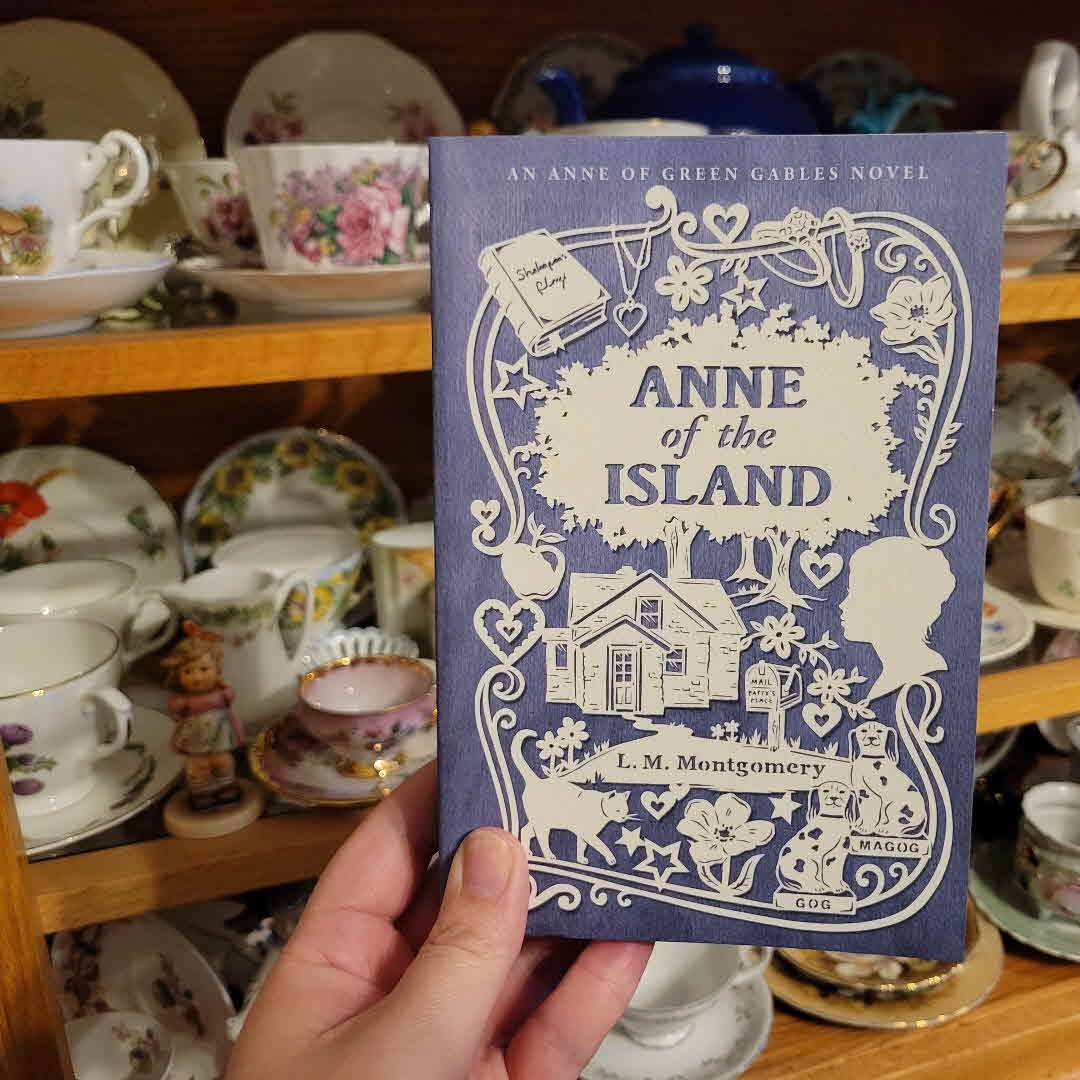 AN ANNE OF GREEN GABLES NOVEL
Shakespeare's
Plays
ANNE
of the
ISLAND
MAIL
PATTY'S
PLACE
L. M. Montgomery
MAGOG
GOG